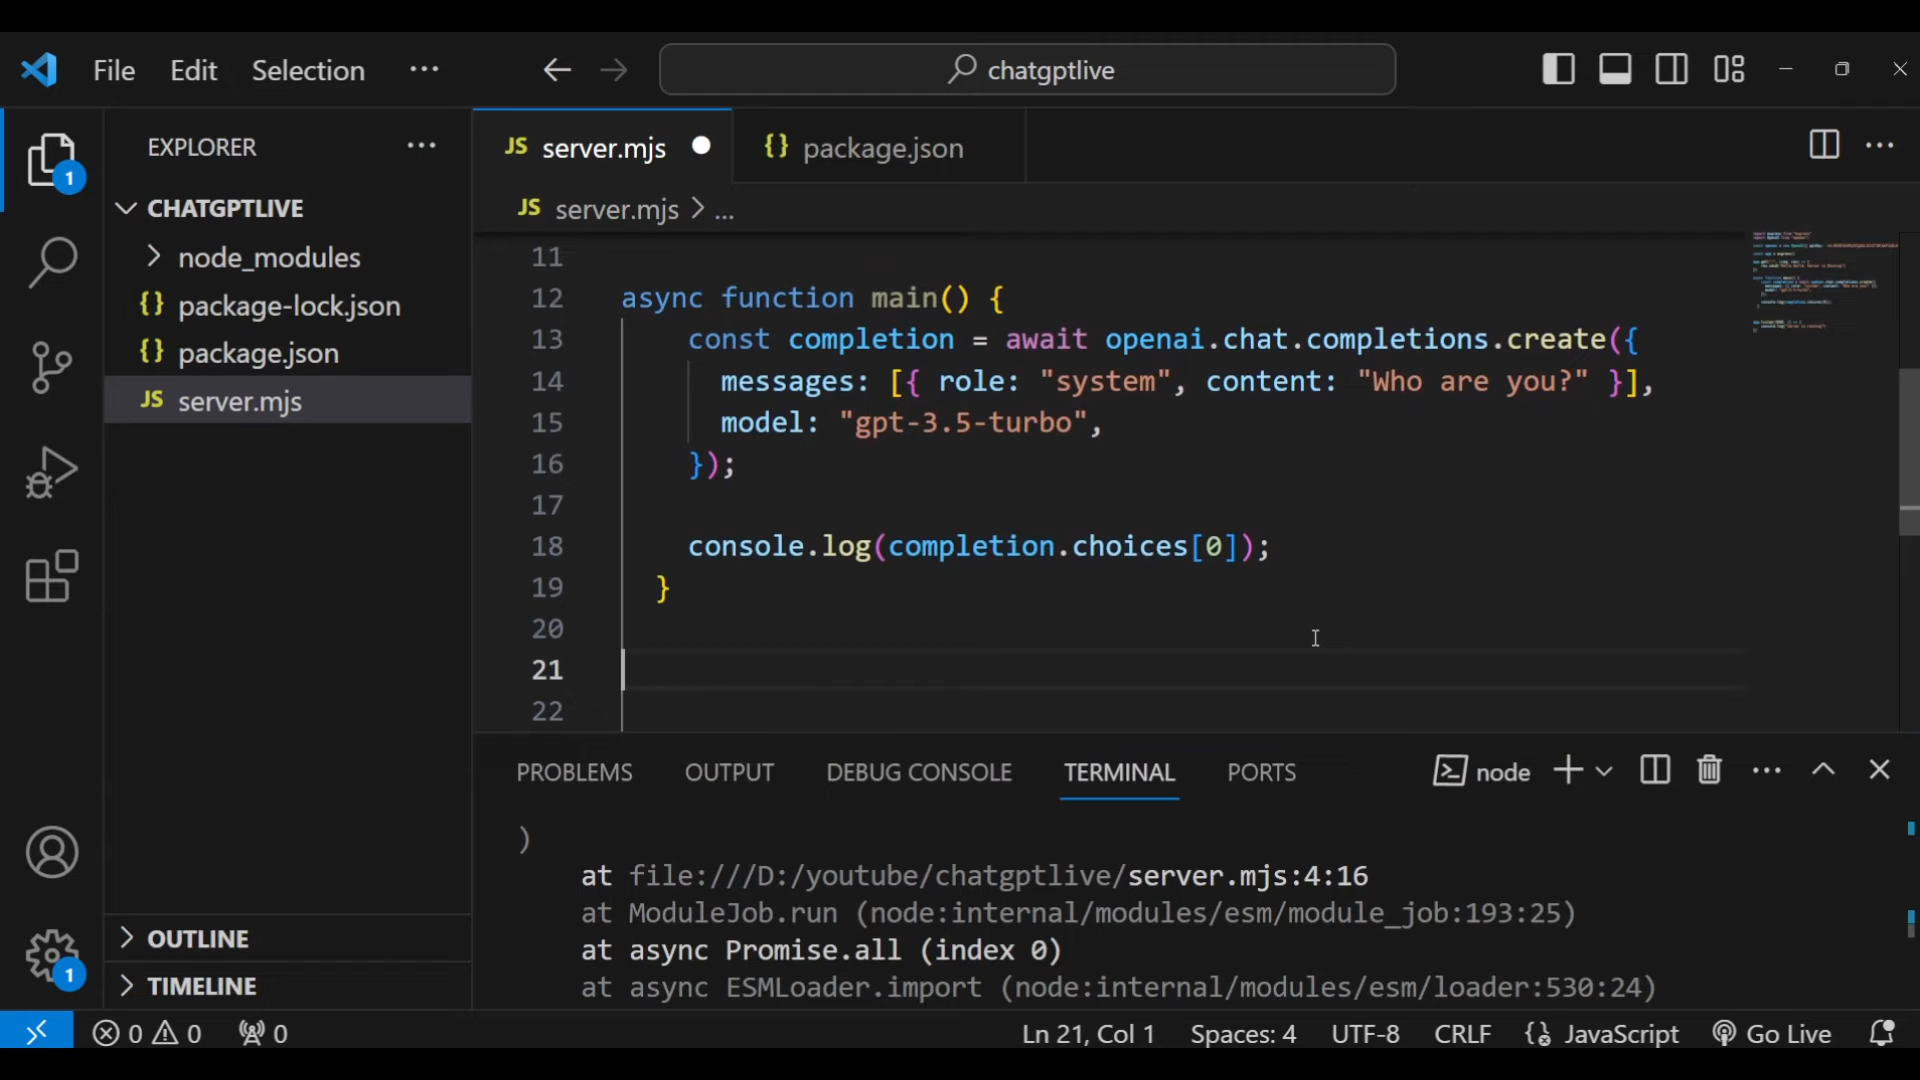 File Edit Selection ··· chatgptlive
EXPLORER ···
1
CHATGPTLIVE
node_modules
{} package-lock.json
{} package.json
JS server.mjs
OUTLINE
1
TIMELINE
JS server.mjs {} package.json ···
JS server.mjs > ...
11
12 async function main() {
13 const completion = await openai.chat.completions.create({
14 messages: [{ role: "system", content: "Who are you?" }],
15 model: "gpt-3.5-turbo",
16 });
17
18 console.log(completion.choices[0]);
19 }
20
21
22
PROBLEMS OUTPUT DEBUG CONSOLE TERMINAL PORTS node ···
)
at file:///D:/youtube/chatgptlive/server.mjs:4:16
at ModuleJob.run (node:internal/modules/esm/module_job:193:25)
at async Promise.all (index 0)
at async ESMLoader.import (node:internal/modules/esm/loader:530:24)
0 0 0 Ln 21, Col 1 Spaces: 4 UTF-8 CRLF {} JavaScript Go Live